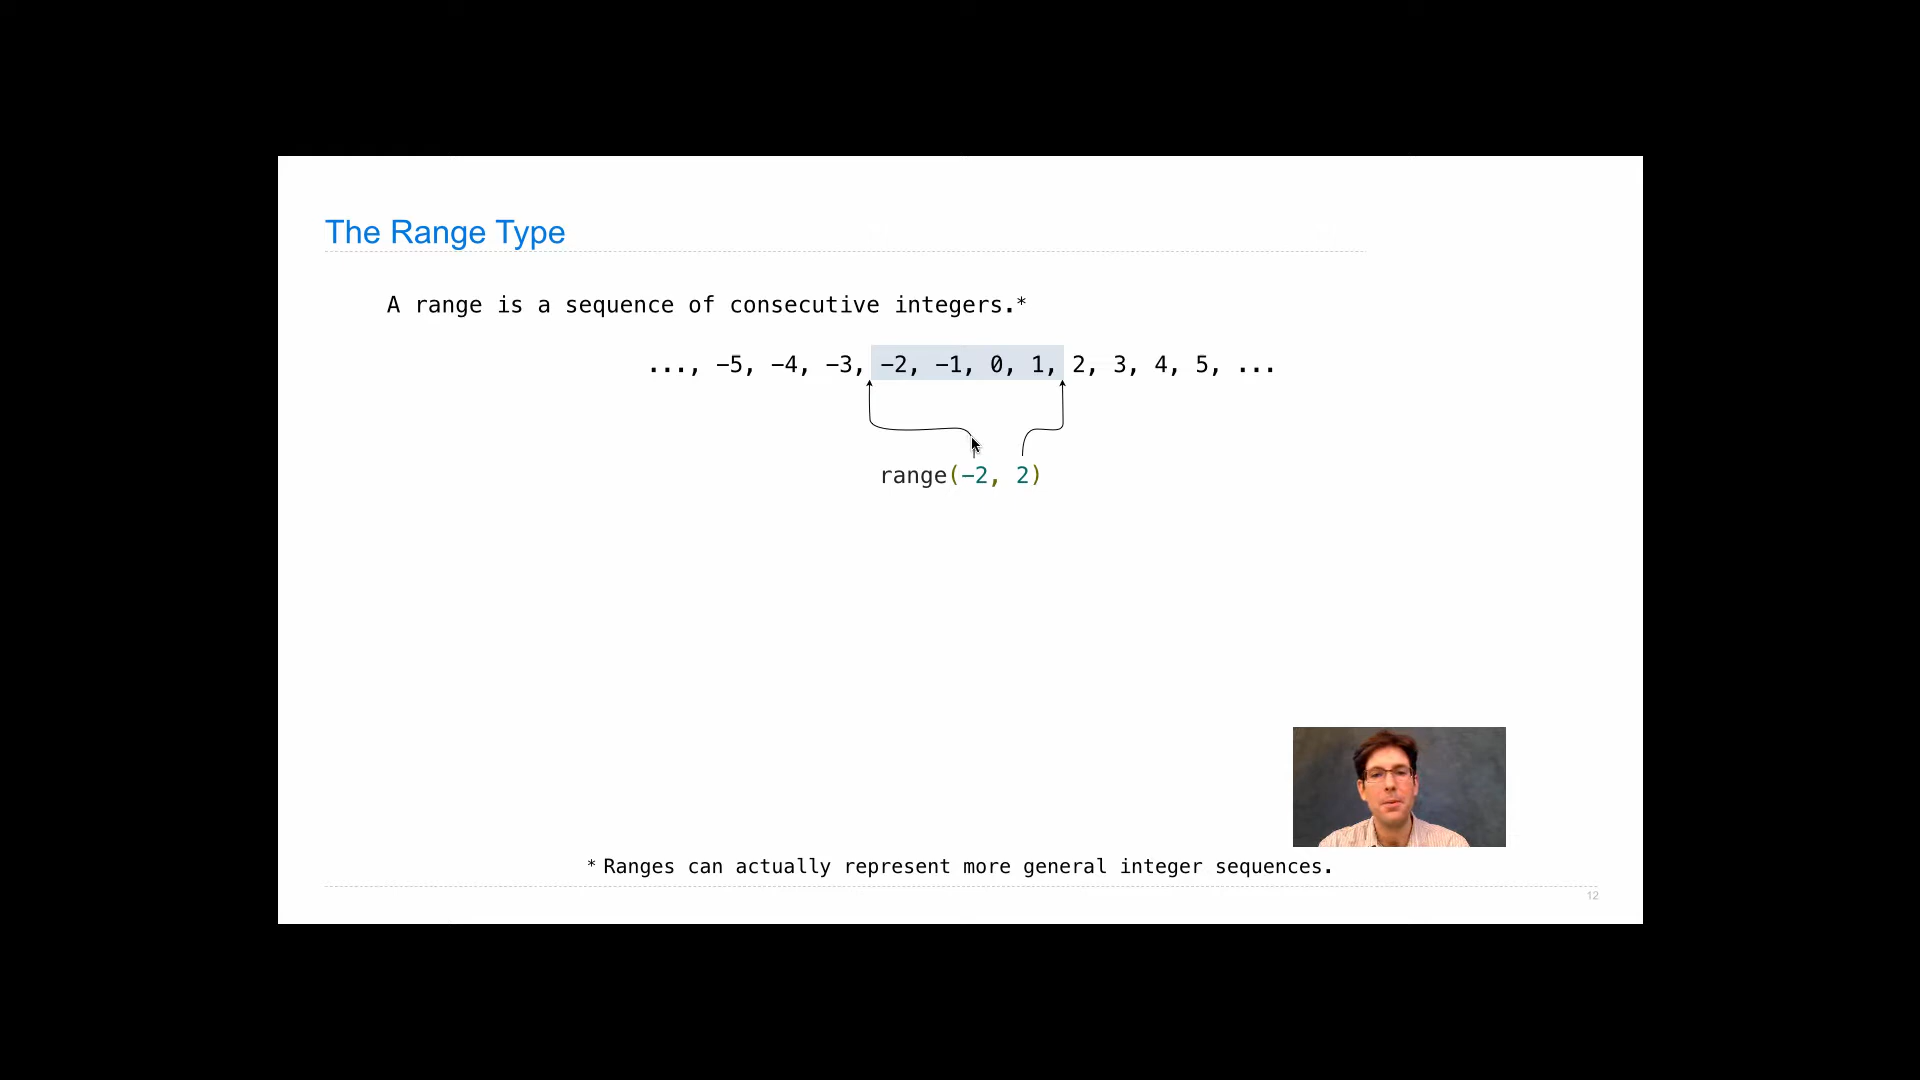 The Range Type
A range is a sequence of consecutive integers.*
..., -5, -4, -3, -2, -1, 0, 1, 2, 3, 4, 5, ...
range(-2, 2)
* Ranges can actually represent more general integer sequences.
12